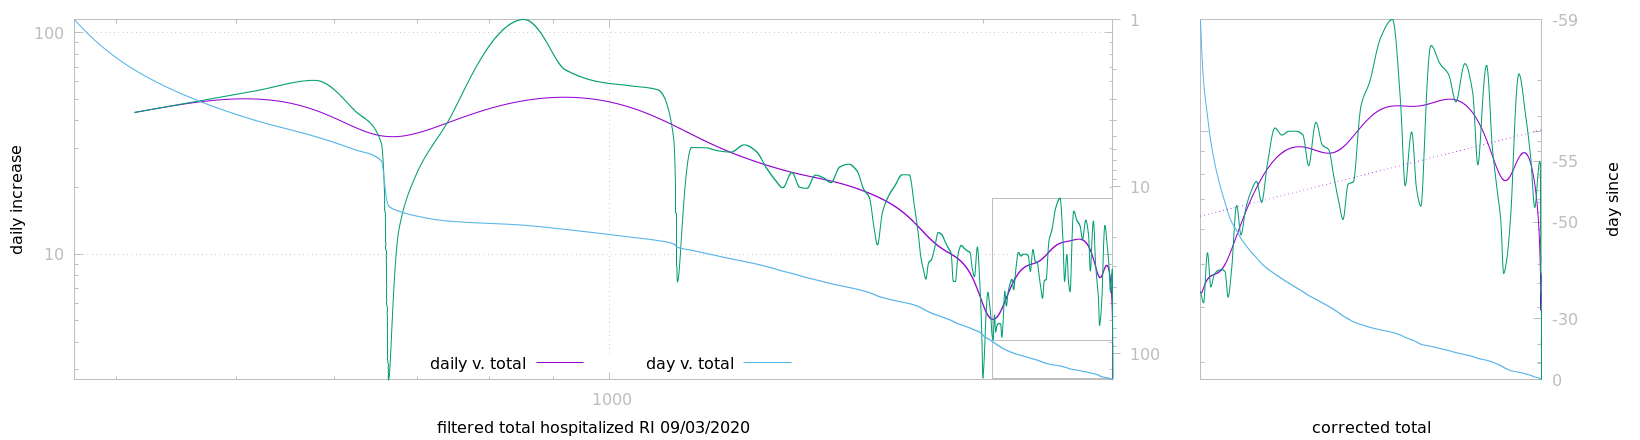 100
10
daily increase
daily v. total
day v. total
1000
filtered total hospitalized RI 09/03/2020
1
10
100
-59
-55
-50
-30
0
day since
corrected total